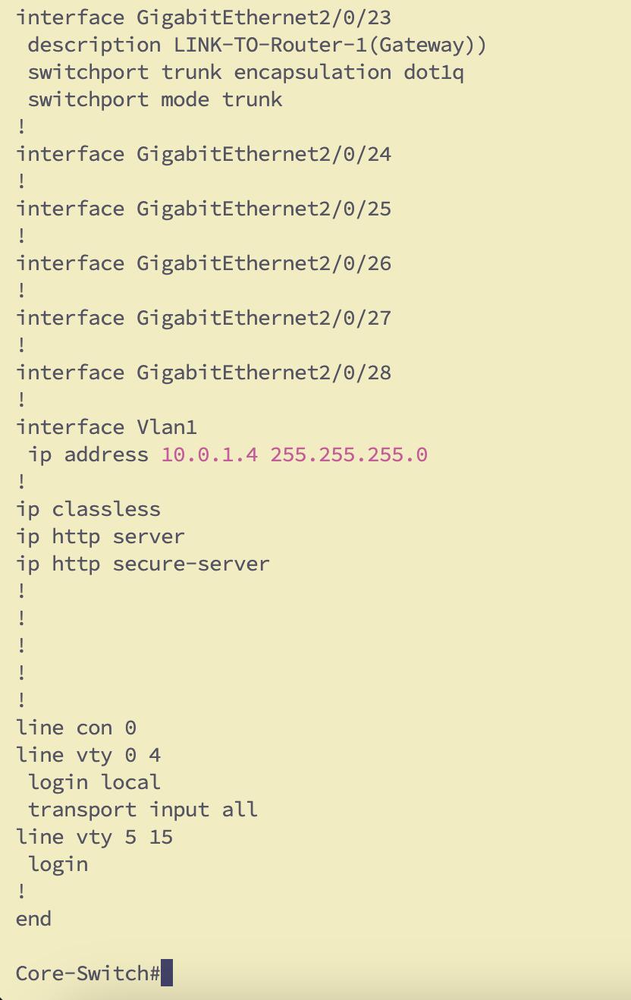 interface GigabitEthernet2/0/23
 description LINK-TO-Router-1(Gateway))
 switchport trunk encapsulation dot1q
 switchport mode trunk
!
interface GigabitEthernet2/0/24
!
interface GigabitEthernet2/0/25
!
interface GigabitEthernet2/0/26
!
interface GigabitEthernet2/0/27
!
interface GigabitEthernet2/0/28
!
interface Vlan1
 ip address 10.0.1.4 255.255.255.0
!
ip classless
ip http server
ip http secure-server
!
!
!
!
!
line con 0
line vty 0 4
 login local
 transport input all
line vty 5 15
 login
!
end

Core-Switch#